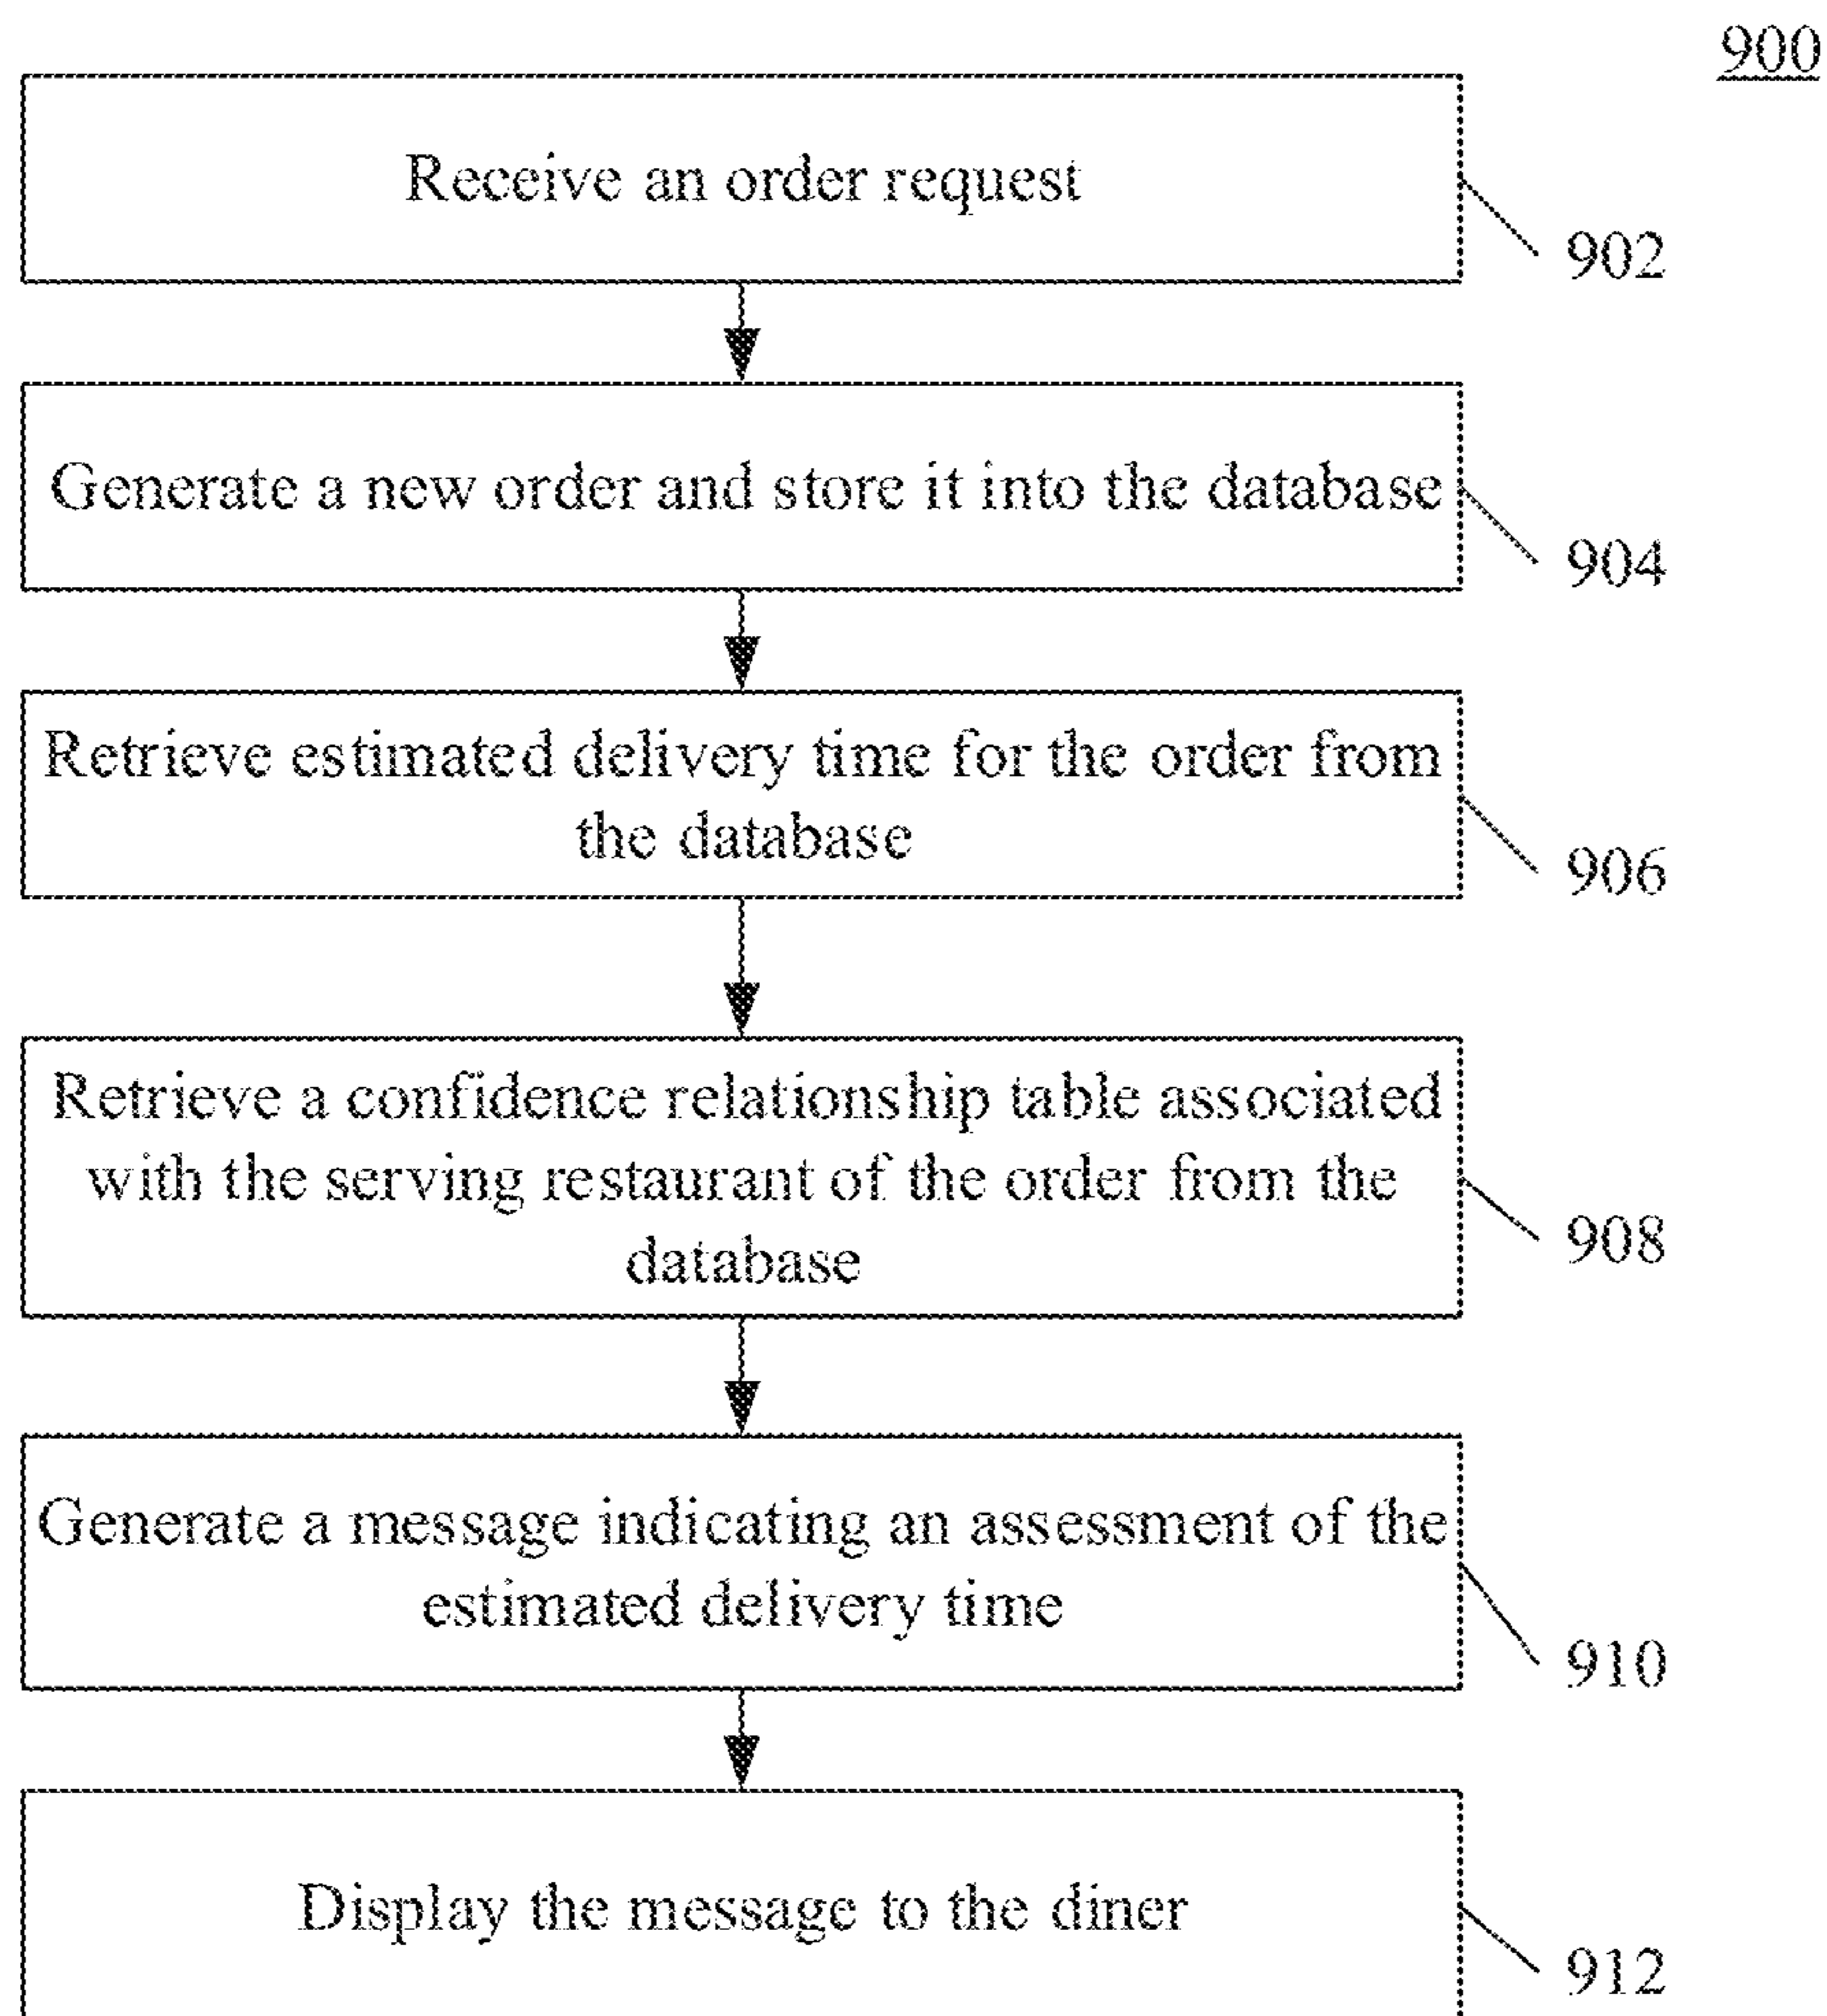 900
Receive an order request
902
Generate a new order and store it into the database
904
Retrieve estimated delivery time for the order from
the database
906
Retrieve a confidence relationship table associated
with the serving restaurant of the order from the
database
908
Generate a message indicating an assessment of the
estimated delivery time
910
Display the message to the diner
912